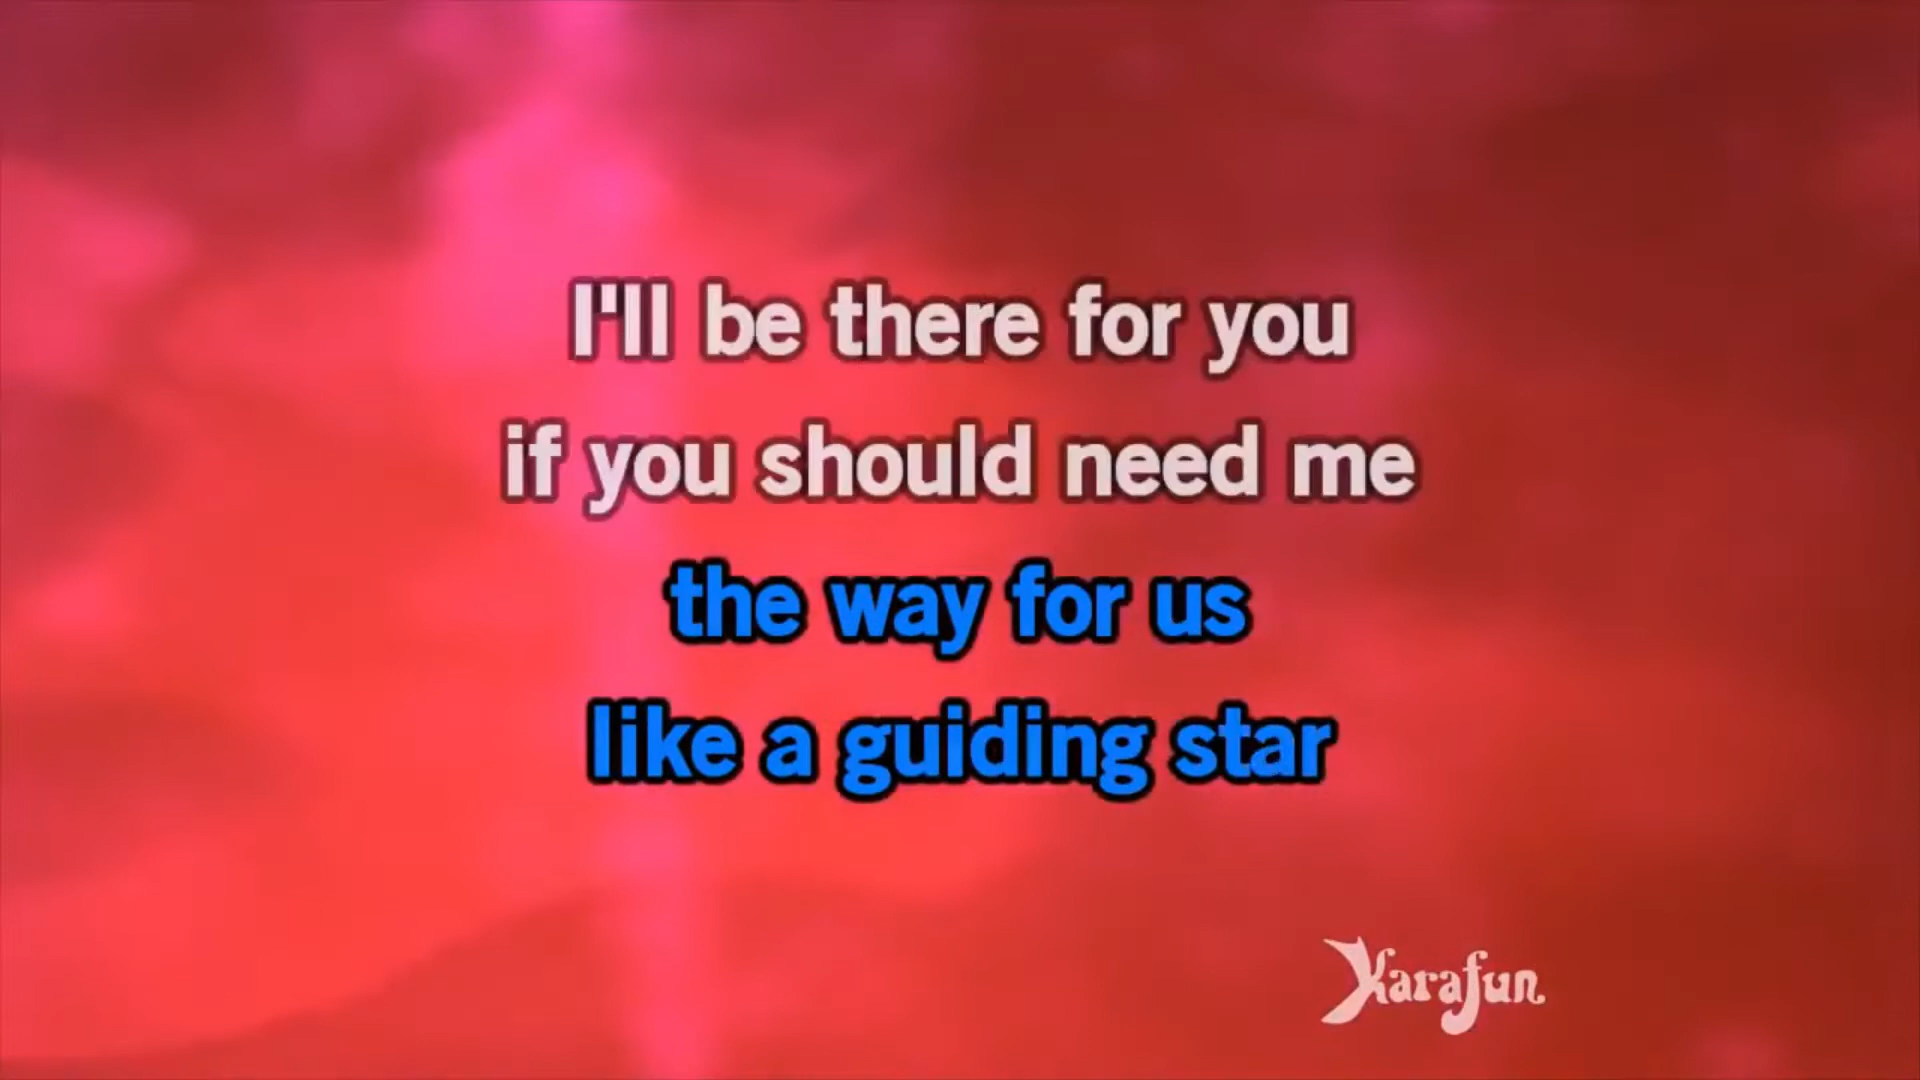 I'll be there for you
if you should need me
the way for us
like a guiding star
Karafun